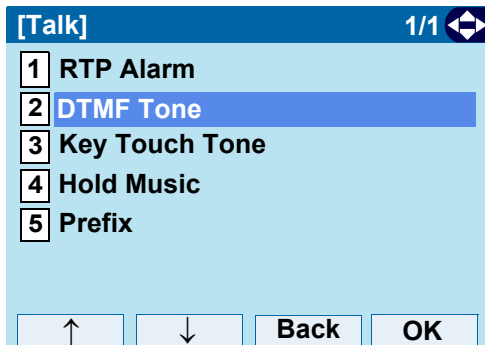 [Talk] 1/1
1 RTP Alarm
2 DTMF Tone
3 Key Touch Tone
4 Hold Music
5 Prefix
↑ ↓ Back OK